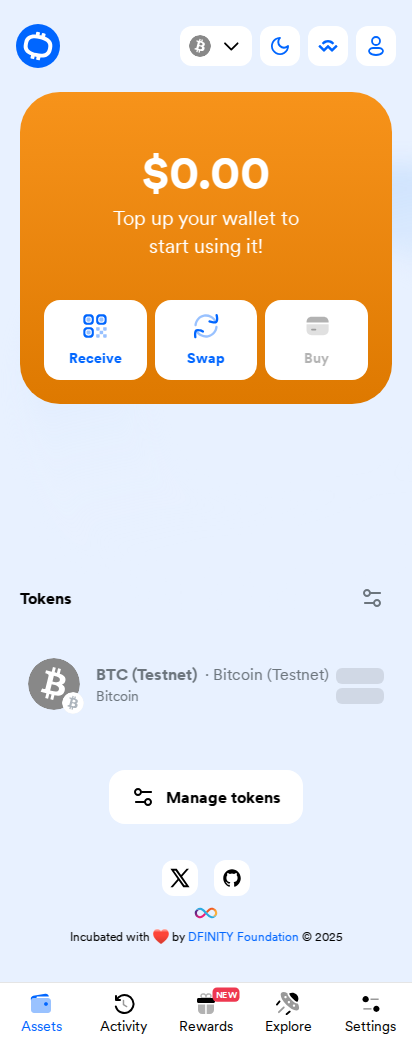 $0.00
Top up your wallet to
start using it!
Receive
Swap
Buy
Tokens
BTC (Testnet) · Bitcoin (Testnet)
Bitcoin
Manage tokens
Incubated with ❤️ by DFINITY Foundation © 2025
NEW
Assets
Activity
Rewards
Explore
Settings